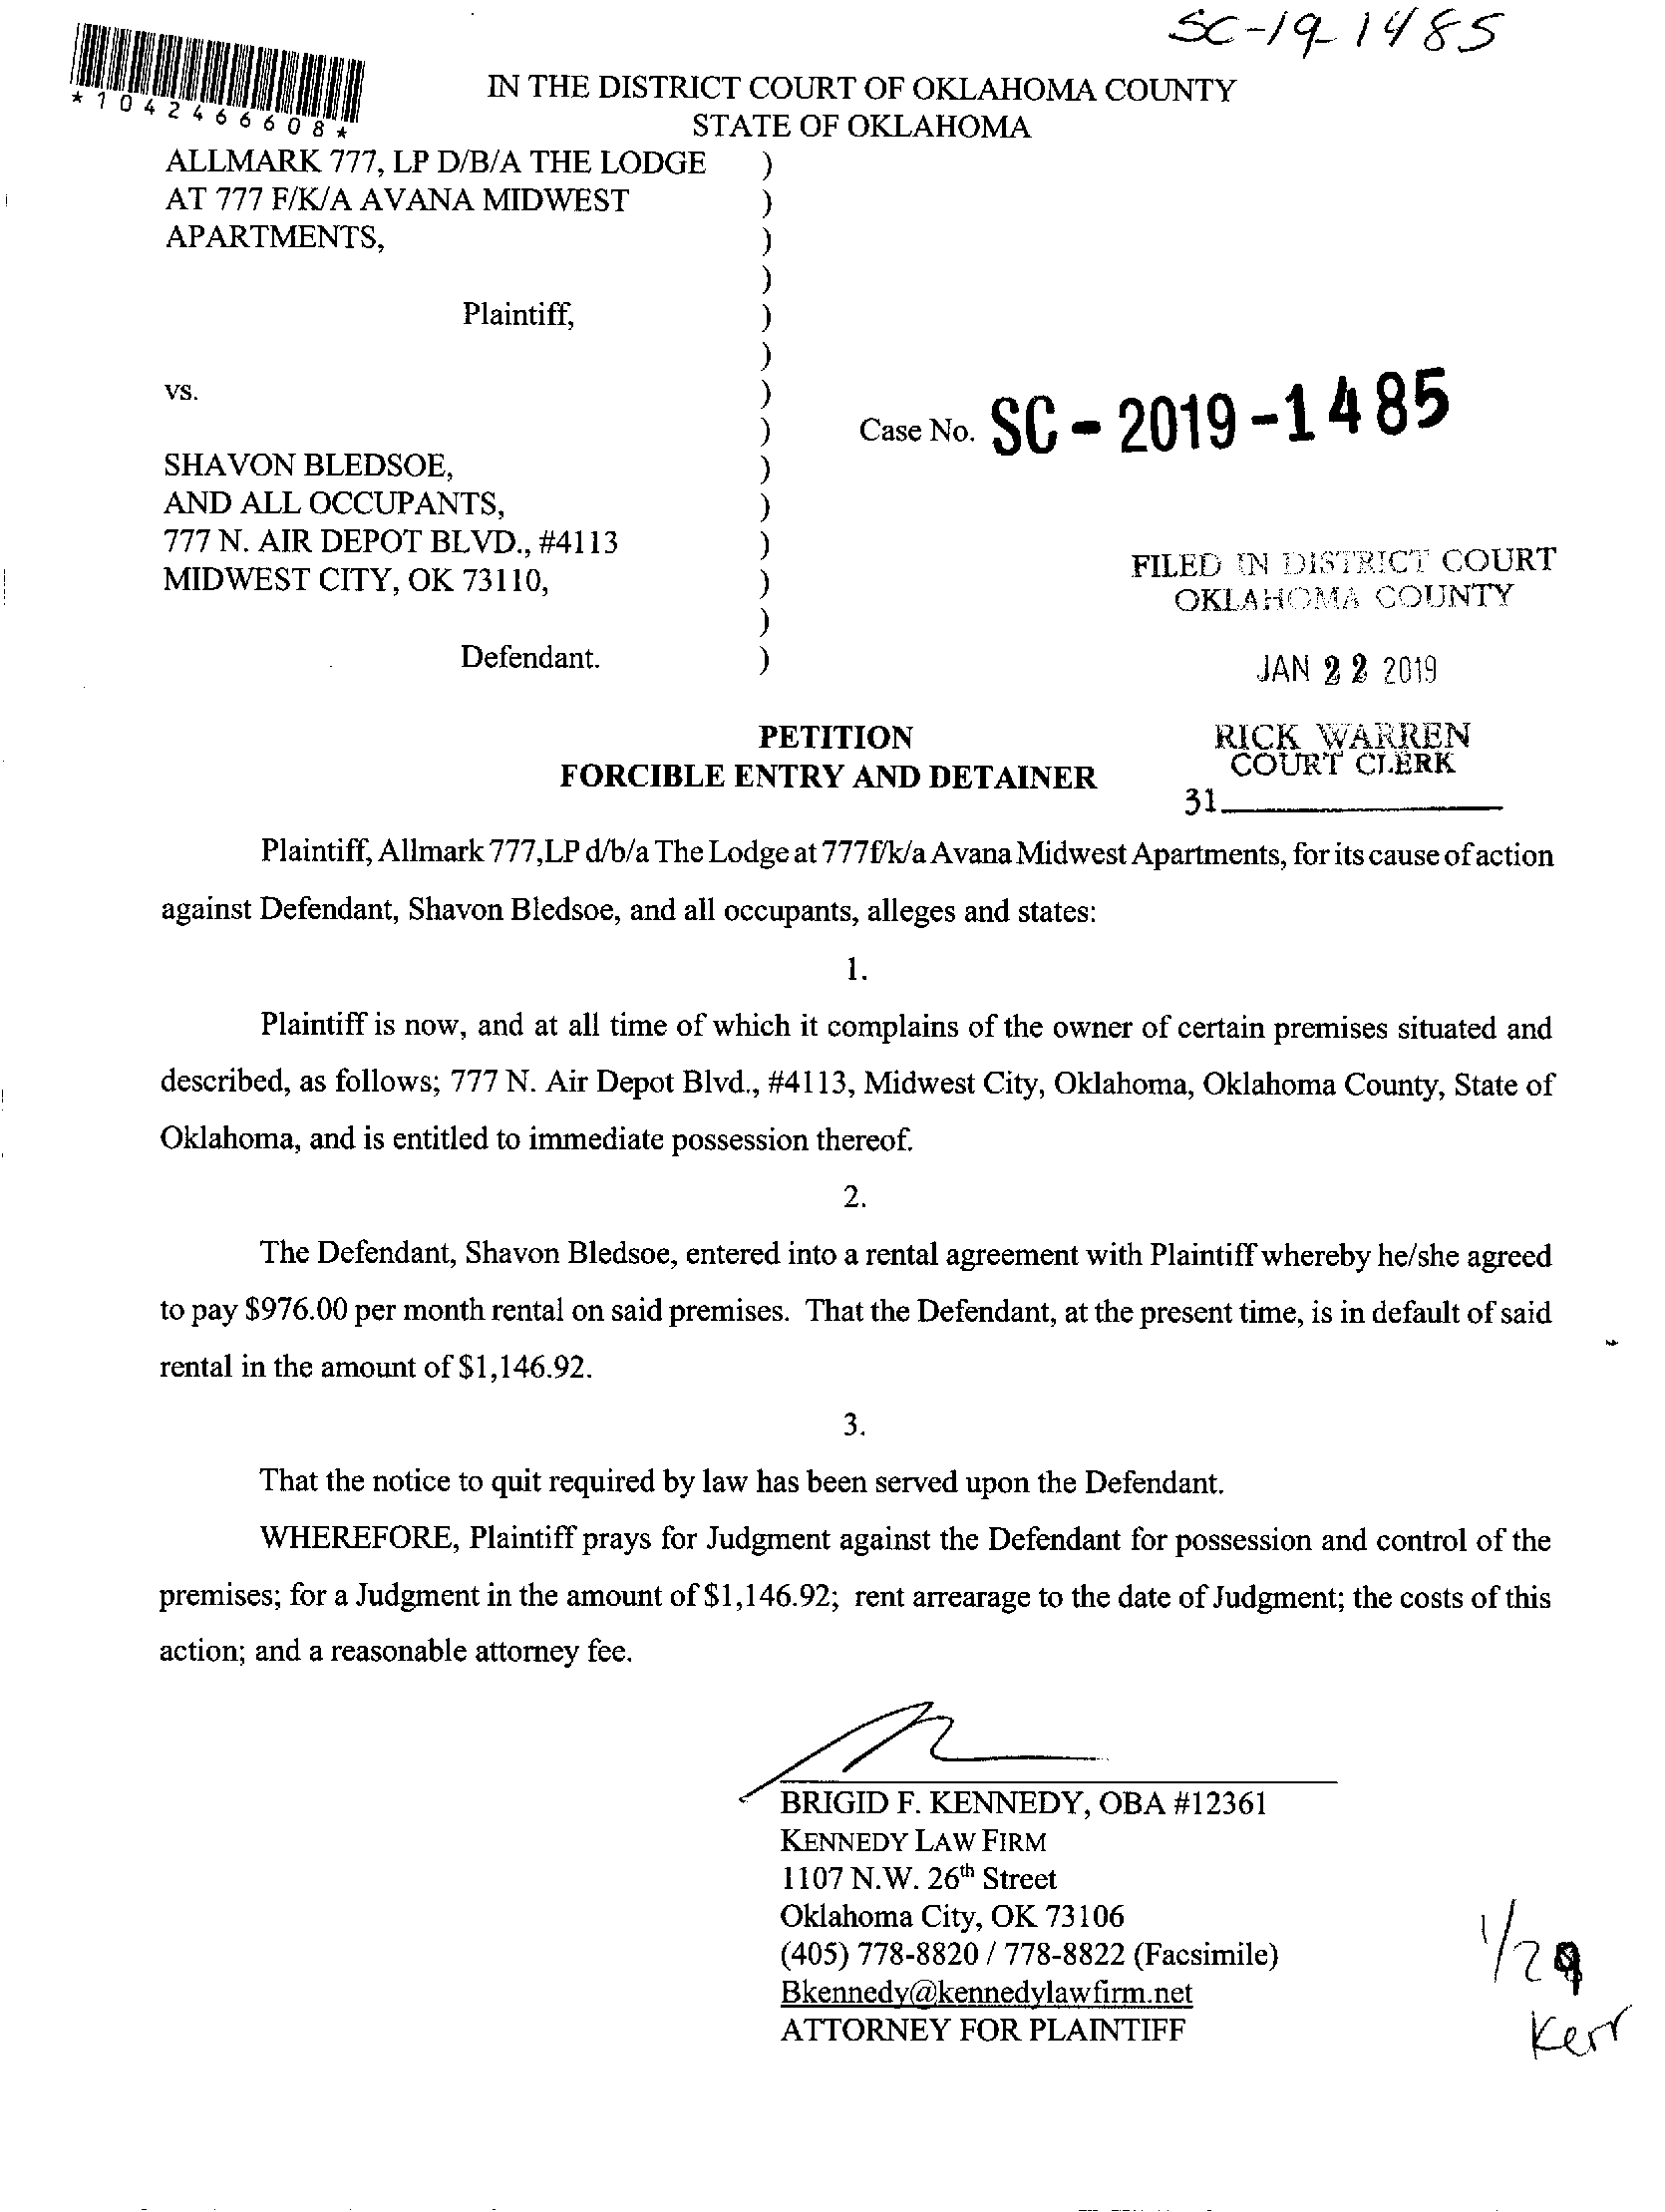 SC-19-1485
*1042466608*
IN THE DISTRICT COURT OF OKLAHOMA COUNTY
STATE OF OKLAHOMA
ALLMARK 777, LP D/B/A THE LODGE )
AT 777 F/K/A AVANA MIDWEST )
APARTMENTS, )
)
Plaintiff, )
)
vs. )
) Case No. SC-2019-1485
SHAVON BLEDSOE, )
AND ALL OCCUPANTS, )
777 N. AIR DEPOT BLVD., #4113 )
MIDWEST CITY, OK 73110, )
)
Defendant. )
FILED IN DISTRICT COURT
OKLAHOMA COUNTY
JAN 22 2019
RICK WARREN
COURT CLERK
31
PETITION
FORCIBLE ENTRY AND DETAINER
Plaintiff, Allmark 777,LP d/b/a The Lodge at 777f/k/a Avana Midwest Apartments, for its cause of action
against Defendant, Shavon Bledsoe, and all occupants, alleges and states:
1.
Plaintiff is now, and at all time of which it complains of the owner of certain premises situated and
described, as follows; 777 N. Air Depot Blvd., #4113, Midwest City, Oklahoma, Oklahoma County, State of
Oklahoma, and is entitled to immediate possession thereof.
2.
The Defendant, Shavon Bledsoe, entered into a rental agreement with Plaintiff whereby he/she agreed
to pay $976.00 per month rental on said premises. That the Defendant, at the present time, is in default of said
rental in the amount of $1,146.92.
3.
That the notice to quit required by law has been served upon the Defendant.
WHEREFORE, Plaintiff prays for Judgment against the Defendant for possession and control of the
premises; for a Judgment in the amount of $1,146.92; rent arrearage to the date of Judgment; the costs of this
action; and a reasonable attorney fee.
BRIGID F. KENNEDY, OBA #12361
KENNEDY LAW FIRM
1107 N.W. 26th Street
Oklahoma City, OK 73106
(405) 778-8820 / 778-8822 (Facsimile)
Bkennedy@kennedylawfirm.net
ATTORNEY FOR PLAINTIFF
1/29
Kerr